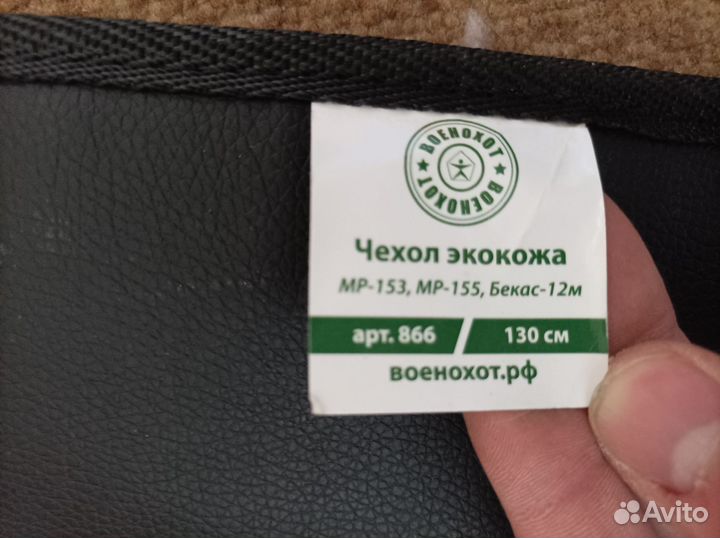 ВОЕНОХОТ
ВОЕНОХОТ
Чехол экокожа
МР-153, МР-155, Бекас-12м
арт. 866 / 130 см
военохот.рф
Avito